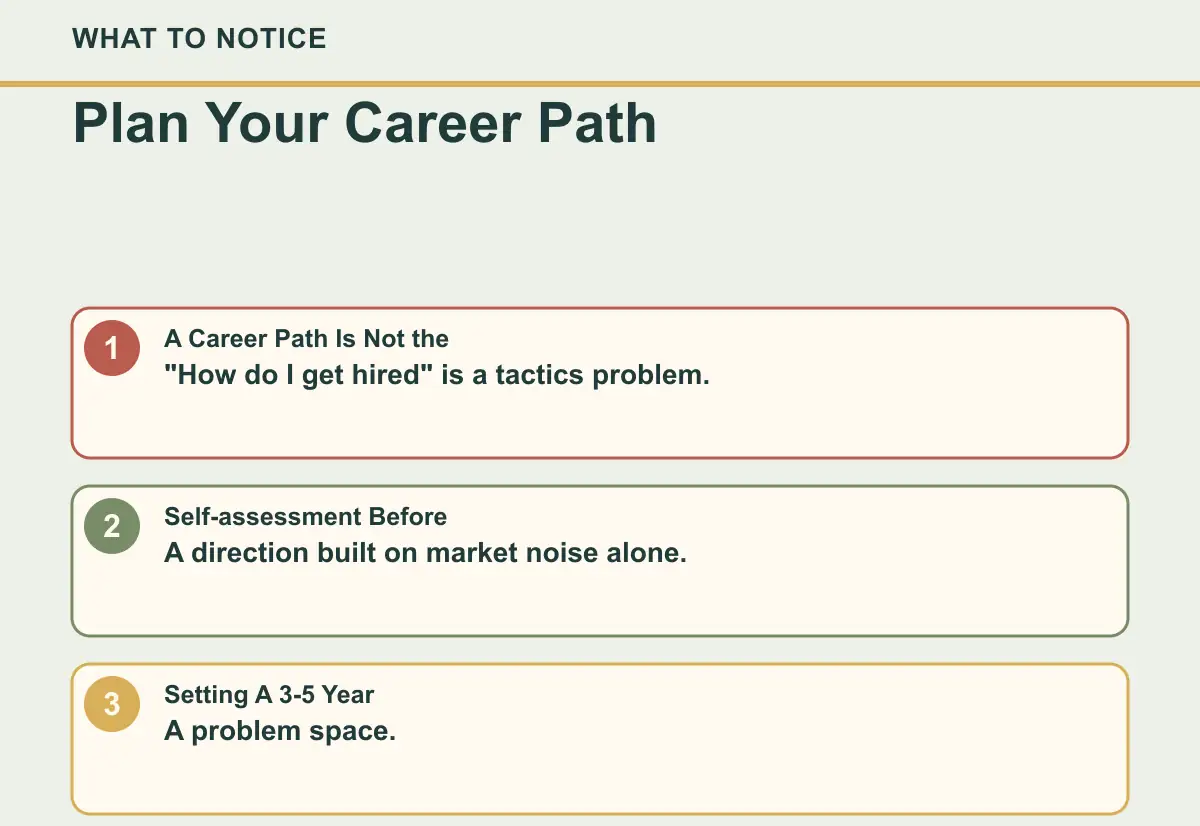 WHAT TO NOTICE
Plan Your Career Path
1
A Career Path Is Not the
"How do I get hired" is a tactics problem.
2
Self-assessment Before
A direction built on market noise alone.
3
Setting A 3-5 Year
A problem space.